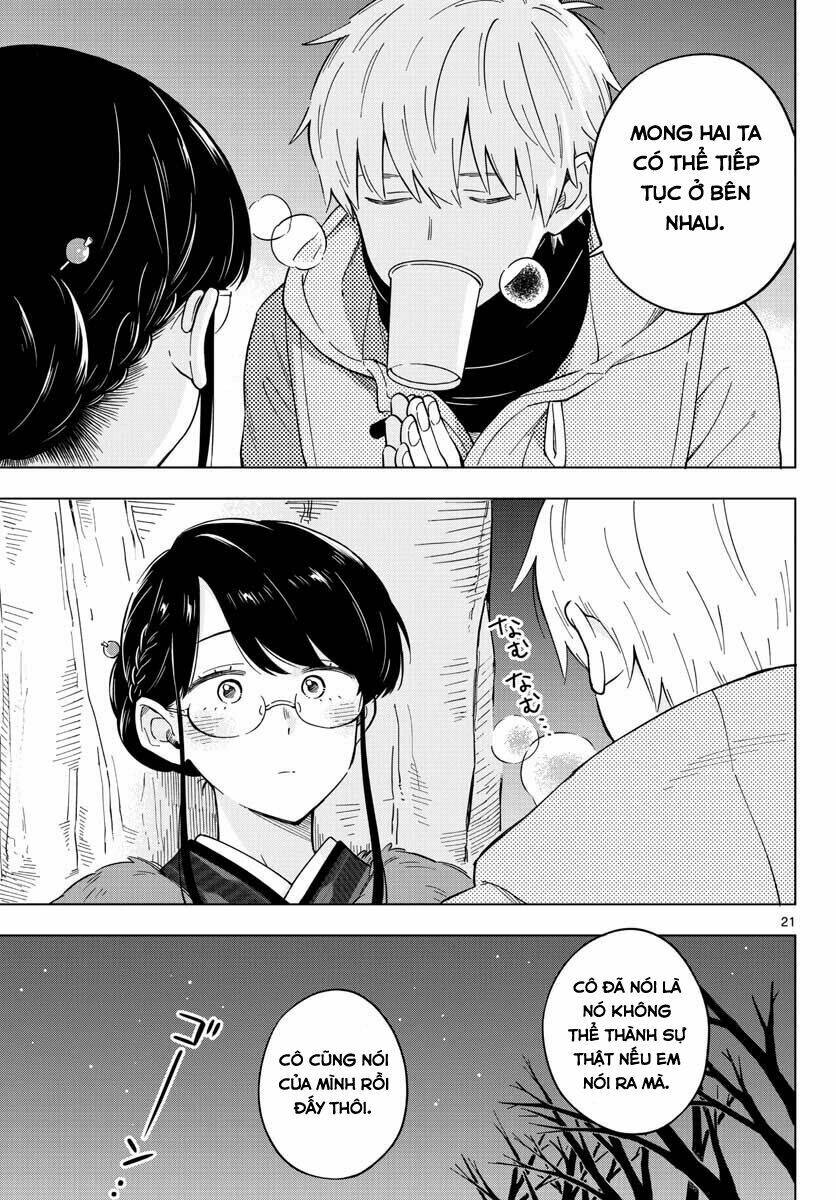 MONG HAI TA
CÓ THỂ TIẾP
TỤC Ở BÊN
NHAU.
なむ
なむ…
21
CÔ ĐÃ NÓI LÀ
NÓ KHÔNG
THỂ THÀNH SỰ
THẬT NẾU EM
NÓI RA MÀ.
CÔ CŨNG NÓI
CỦA MÌNH RỒI
ĐẤY THÔI.
ゴーン…